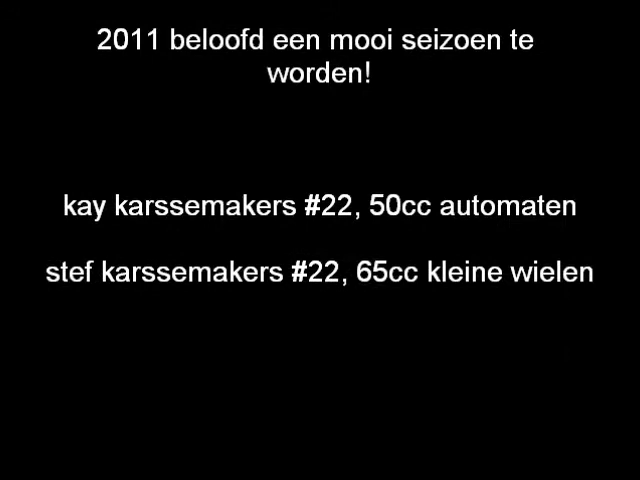 2011 beloofd een mooi seizoen te
worden!
kay karssemakers #22, 50cc automaten
stef karssemakers #22, 65cc kleine wielen